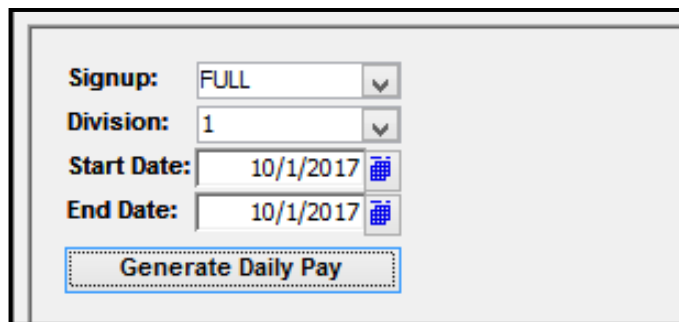 Signup: FULL
Division: 1
Start Date: 10/1/2017
End Date: 10/1/2017
Generate Daily Pay